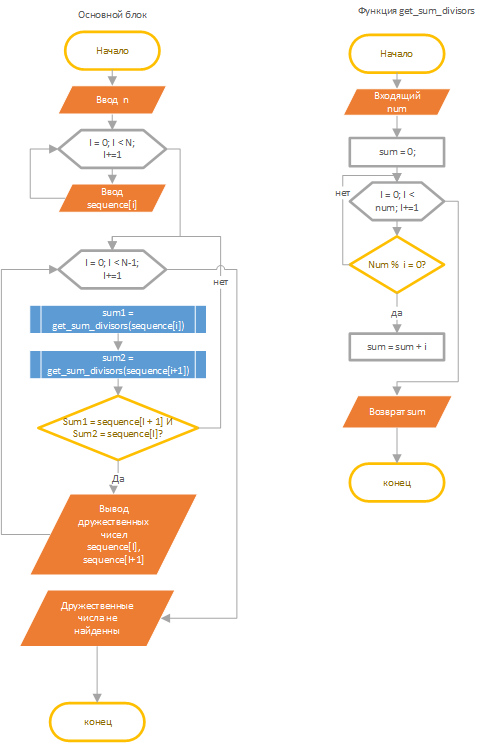 Основной блок
Начало
Ввод n
I = 0; I < N;
I+=1
Ввод
sequence[i]
I = 0; I < N-1;
I+=1
нет
sum1 =
get_sum_divisors(sequence[i])
sum2 =
get_sum_divisors(sequence[i+1])
Sum1 = sequence[I + 1] И
Sum2 = sequence[I]?
Да
Вывод
дружественных
чисел
sequence[i],
sequence[I+1]
Дружественные
числа не
найденны
конец
Функция get_sum_divisors
Начало
Входящий
num
sum = 0;
нет
I = 0; I <
num; I+=1
Num % i = 0?
да
sum = sum + i
Возврат sum
конец